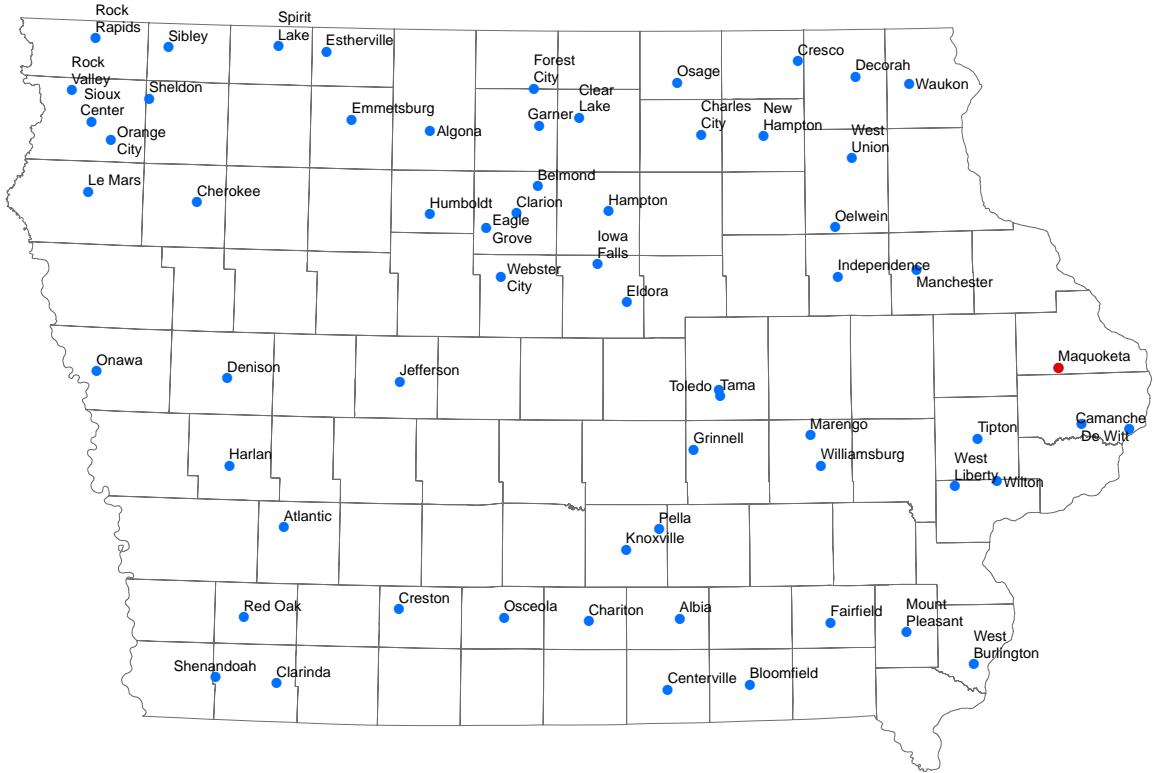 Rock
Rapids
Sibley
Spirit
Lake
Estherville
Rock
Valley
Sioux
Center
Sheldon
Orange
City
Emmetsburg
Algona
Forest
City
Garner
Clear
Lake
Osage
Charles
City
New
Hampton
Cresco
Decorah
Waukon
West
Union
Le Mars
Cherokee
Humboldt
Belmond
Clarion
Eagle
Grove
Hampton
Iowa
Falls
Oelwein
Webster
City
Eldora
Independence
Manchester
Onawa
Denison
Jefferson
Toledo
Tama
Maquoketa
Harlan
Grinnell
Marengo
Williamsburg
Tipton
Camanche
De Witt
West
Liberty
Wilton
Atlantic
Pella
Knoxville
Red Oak
Creston
Osceola
Chariton
Albia
Fairfield
Mount
Pleasant
West
Burlington
Shenandoah
Clarinda
Centerville
Bloomfield